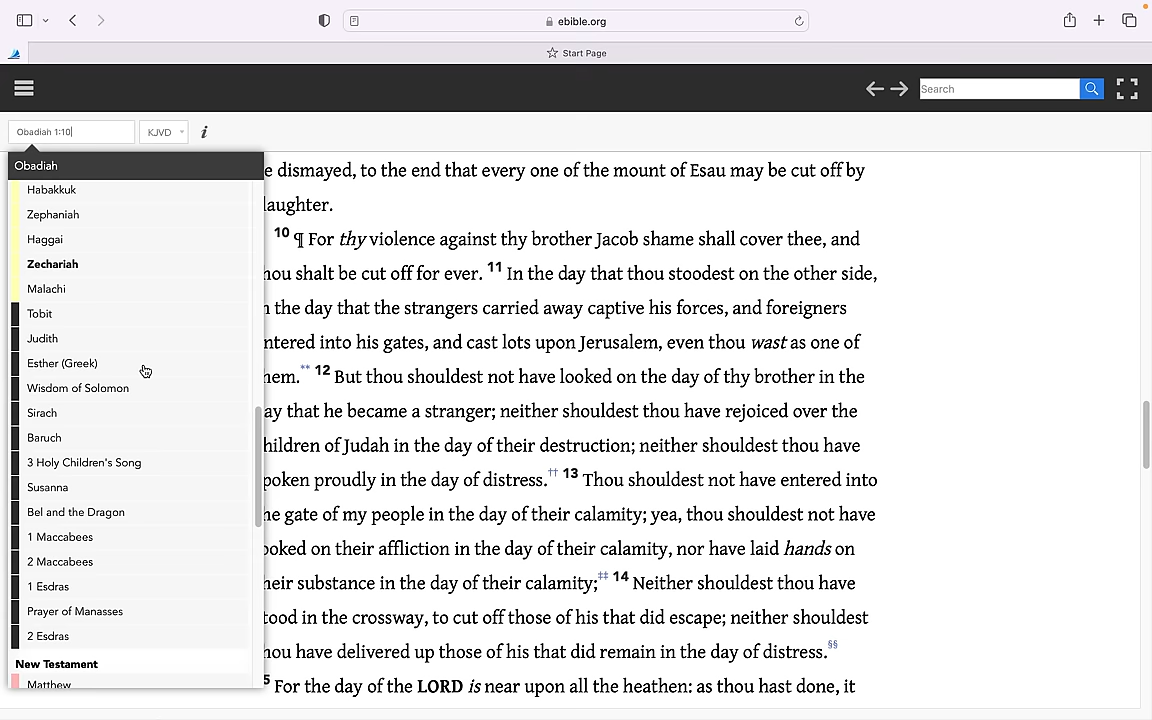 ebible.org
Start Page
Search
Obadiah 1:10
KJVD
i
Obadiah
Habakkuk
Zephaniah
Haggai
Zechariah
Malachi
Tobit
Judith
Esther (Greek)
Wisdom of Solomon
Sirach
Baruch
3 Holy Children's Song
Susanna
Bel and the Dragon
1 Maccabees
2 Maccabees
1 Esdras
Prayer of Manasses
2 Esdras
New Testament
Matthew
e dismayed, to the end that every one of the mount of Esau may be cut off by
laughter.
10 ¶ For thy violence against thy brother Jacob shame shall cover thee, and
hou shalt be cut off for ever. 11 In the day that thou stoodest on the other side,
n the day that the strangers carried away captive his forces, and foreigners
ntered into his gates, and cast lots upon Jerusalem, even thou wast as one of
hem.** 12 But thou shouldest not have looked on the day of thy brother in the
ay that he became a stranger; neither shouldest thou have rejoiced over the
hildren of Judah in the day of their destruction; neither shouldest thou have
poken proudly in the day of distress.†† 13 Thou shouldest not have entered into
he gate of my people in the day of their calamity; yea, thou shouldest not have
ooked on their affliction in the day of their calamity, nor have laid hands on
heir substance in the day of their calamity;‡‡ 14 Neither shouldest thou have
tood in the crossway, to cut off those of his that did escape; neither shouldest
hou have delivered up those of his that did remain in the day of distress.§§
5 For the day of the LORD is near upon all the heathen: as thou hast done, it